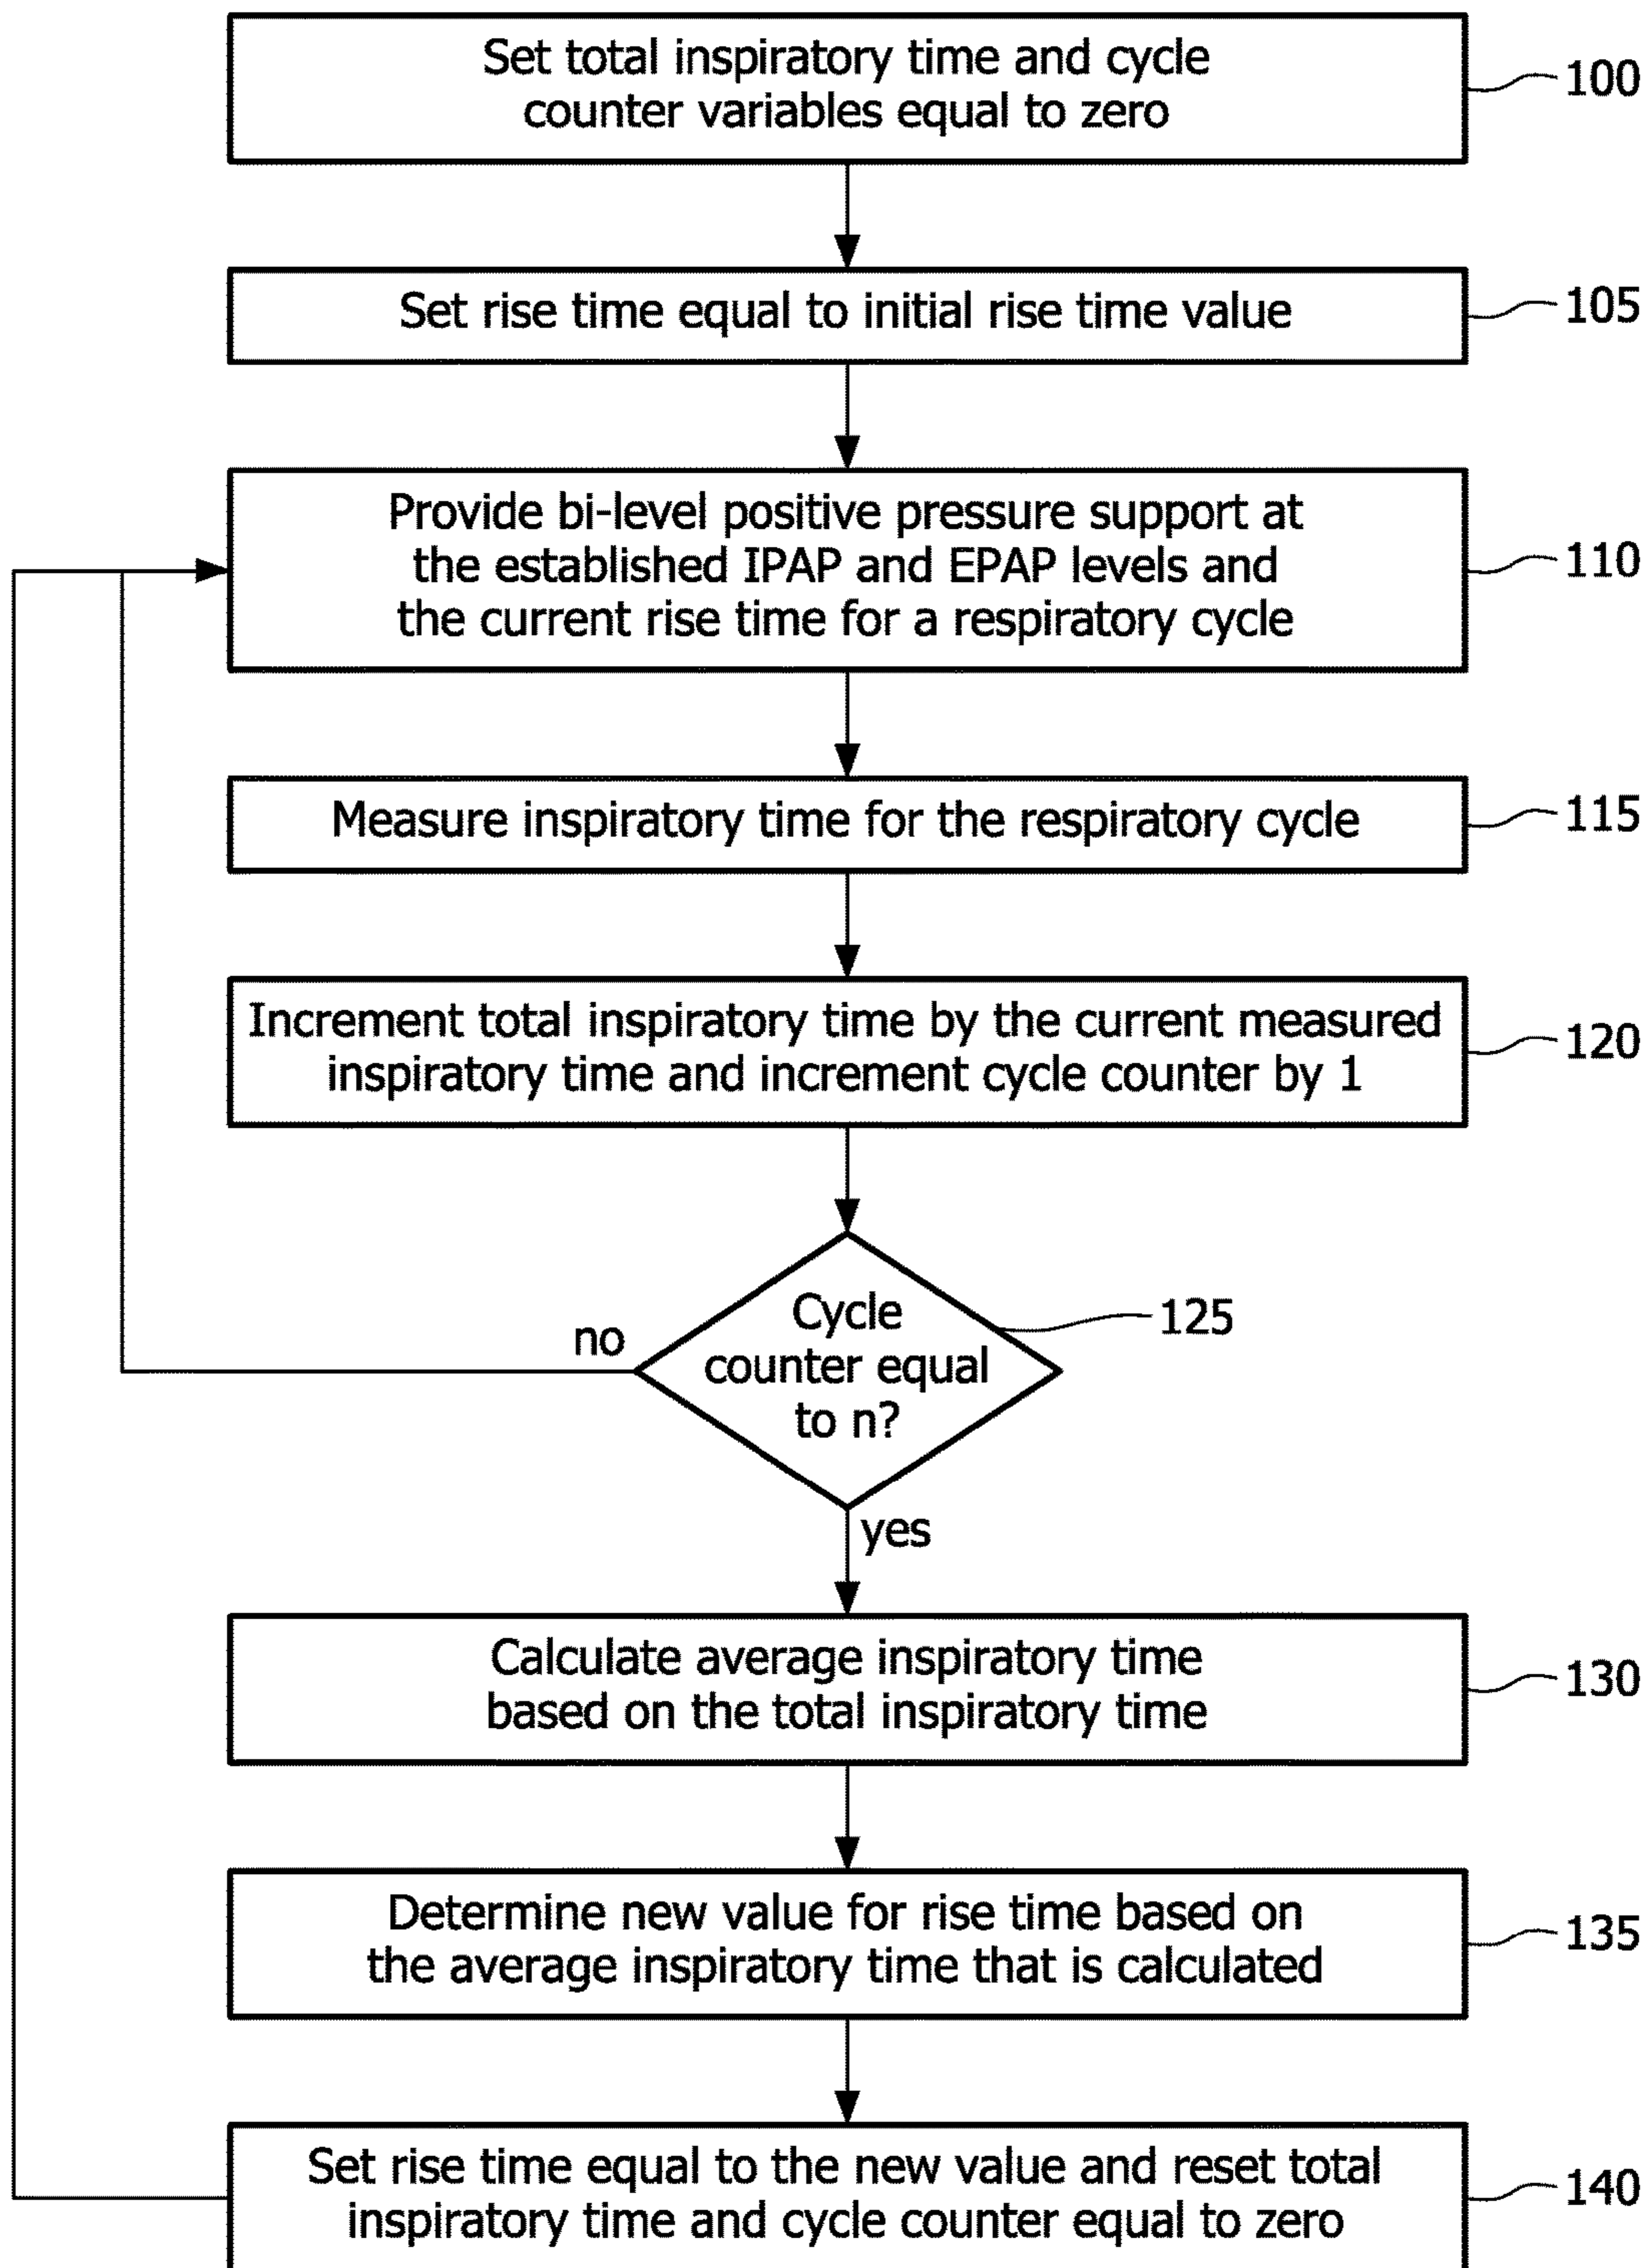 Set total inspiratory time and cycle
counter variables equal to zero
100
Set rise time equal to initial rise time value
105
Provide bi-level positive pressure support at
the established IPAP and EPAP levels and
the current rise time for a respiratory cycle
110
Measure inspiratory time for the respiratory cycle
115
Increment total inspiratory time by the current measured
inspiratory time and increment cycle counter by 1
120
Cycle
counter equal
to n?
125
no
yes
Calculate average inspiratory time
based on the total inspiratory time
130
Determine new value for rise time based on
the average inspiratory time that is calculated
135
Set rise time equal to the new value and reset total
inspiratory time and cycle counter equal to zero
140